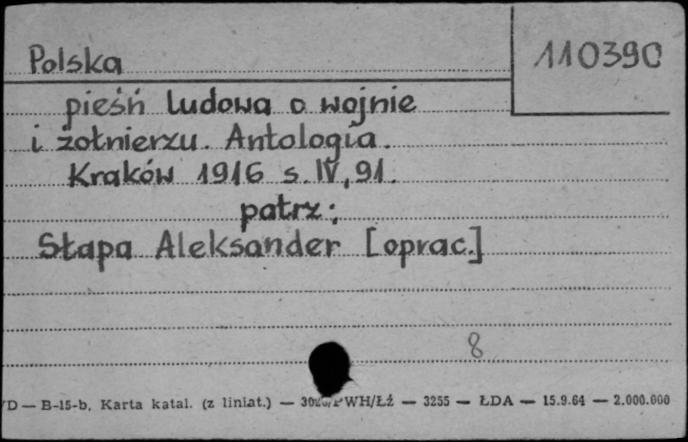 Polska
110390
pieśń ludowa o wojnie
i żołnierzu. Antologia.
Kraków 1916 s. IV, 91.
patrz:
Słapa Aleksander [oprac.]
8
D — B-15-b. Karta katal. (z liniat.) — PWH/Łź — 3255 — ŁDA — 15.9.64 — 2.000.000